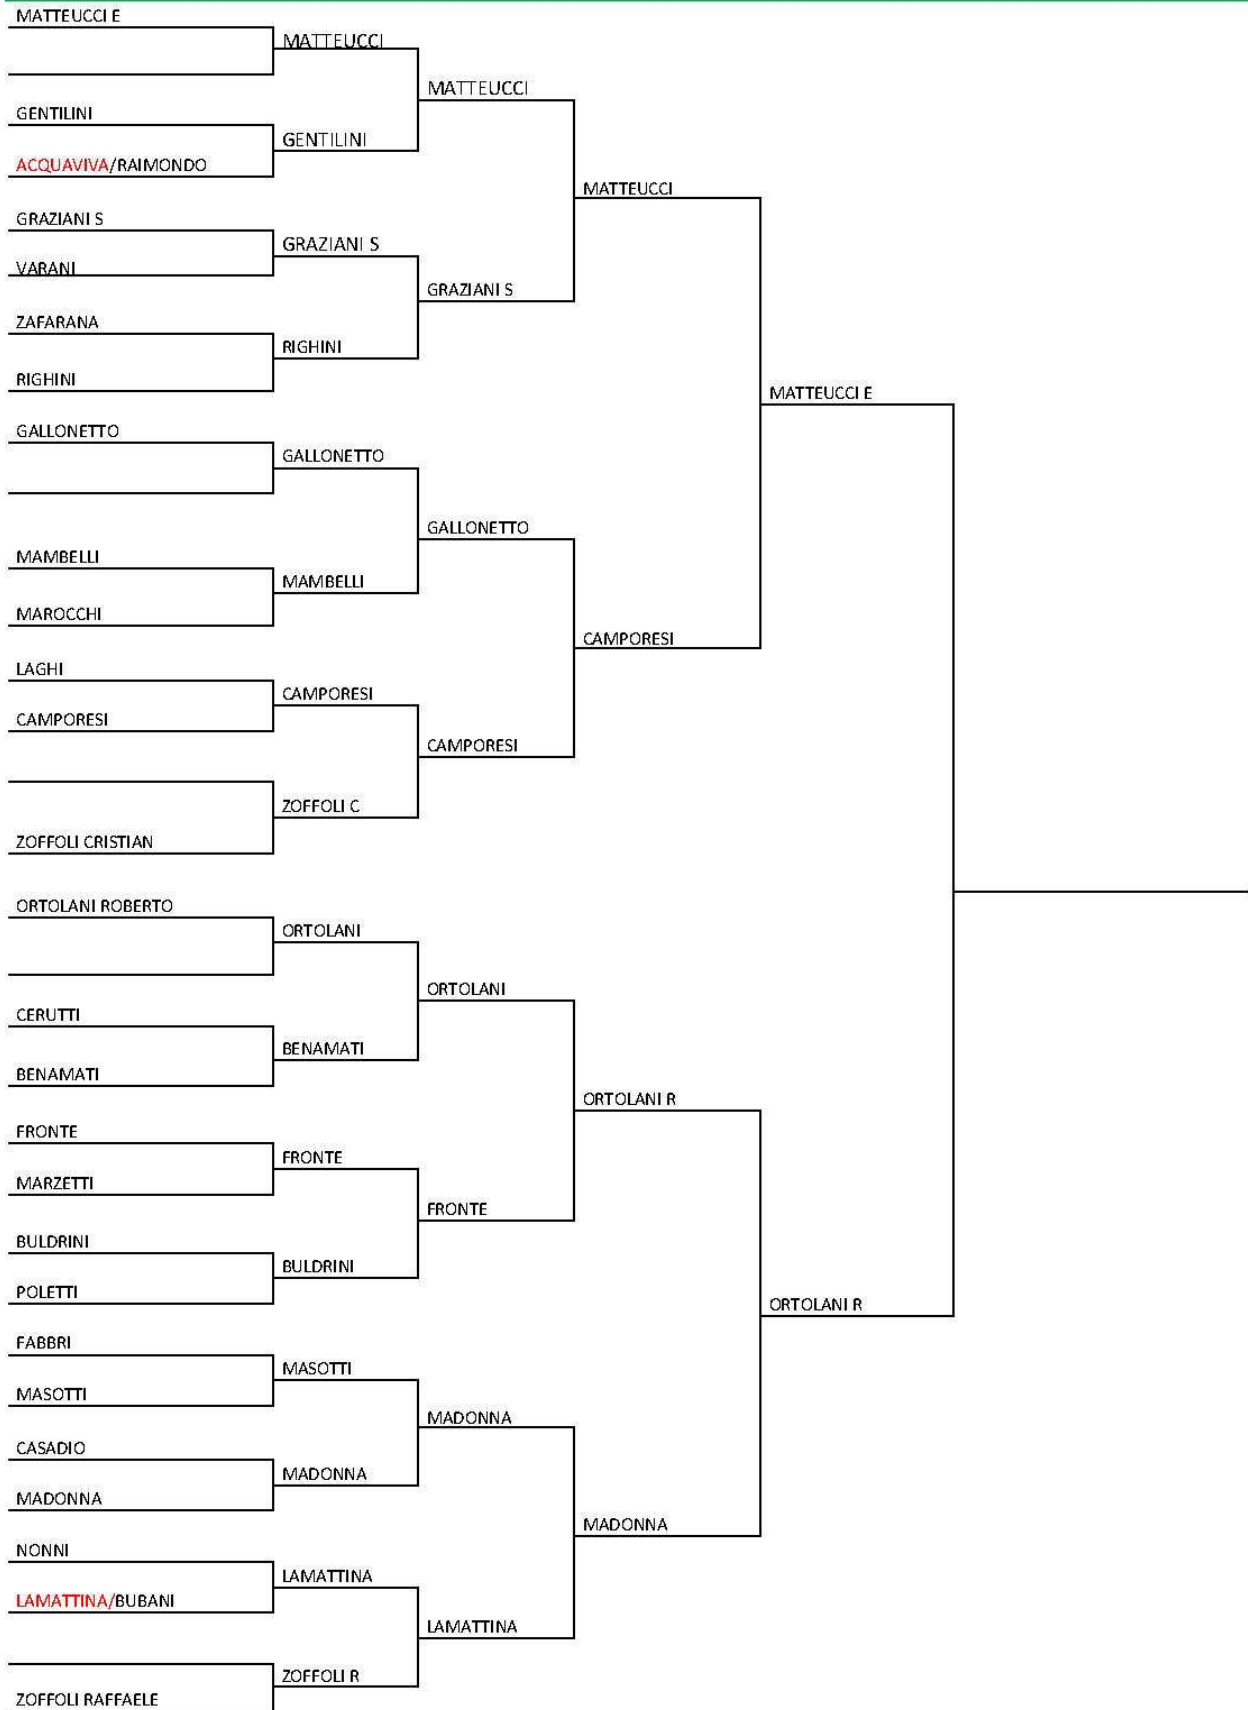 MATTEUCCI E
MATTEUCCI
MATTEUCCI
GENTILINI
GENTILINI
ACQUAVIVA/RAIMONDO
MATTEUCCI
GRAZIANI S
GRAZIANI S
VARANI
GRAZIANI S
ZAFARANA
RIGHINI
RIGHINI
MATTEUCCI E
GALLONETTO
GALLONETTO
GALLONETTO
MAMBELLI
MAMBELLI
MAROCCHI
CAMPORESI
LAGHI
CAMPORESI
CAMPORESI
CAMPORESI
ZOFFOLI C
ZOFFOLI CRISTIAN
ORTOLANI ROBERTO
ORTOLANI
ORTOLANI
CERUTTI
BENAMATI
BENAMATI
ORTOLANI R
FRONTE
FRONTE
MARZETTI
FRONTE
BULDRINI
BULDRINI
POLETTI
ORTOLANI R
FABBRI
MASOTTI
MASOTTI
MADONNA
CASADIO
MADONNA
MADONNA
MADONNA
NONNI
LAMATTINA
LAMATTINA/BUBANI
LAMATTINA
ZOFFOLI R
ZOFFOLI RAFFAELE